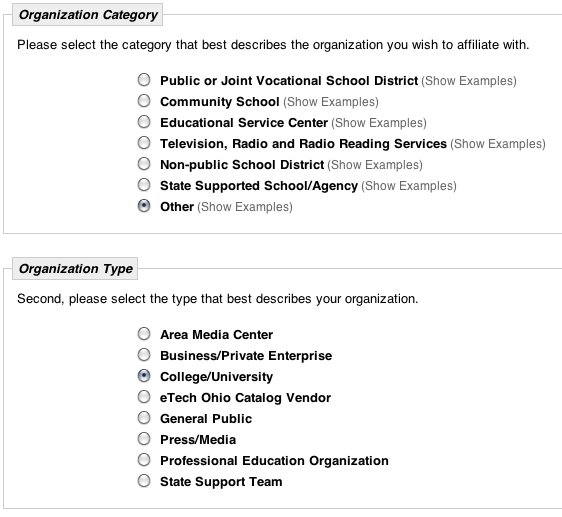 Organization Category
Please select the category that best describes the organization you wish to affiliate with.
Public or Joint Vocational School District (Show Examples)
Community School (Show Examples)
Educational Service Center (Show Examples)
Television, Radio and Radio Reading Services (Show Examples)
Non-public School District (Show Examples)
State Supported School/Agency (Show Examples)
Other (Show Examples)
Organization Type
Second, please select the type that best describes your organization.
Area Media Center
Business/Private Enterprise
College/University
eTech Ohio Catalog Vendor
General Public
Press/Media
Professional Education Organization
State Support Team